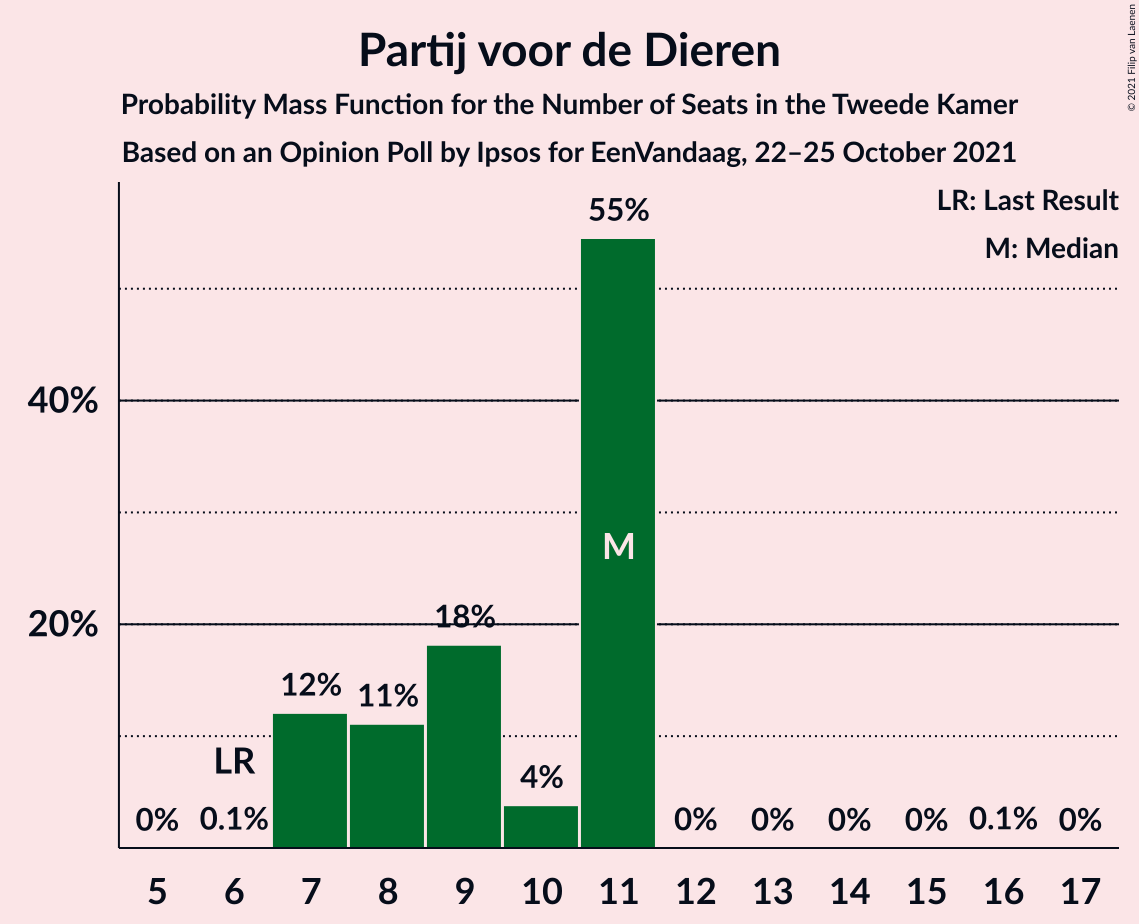 Partij voor de Dieren
Probability Mass Function for the Number of Seats in the Tweede Kamer
Based on an Opinion Poll by Ipsos for EenVandaag, 22–25 October 2021
© 2021 Filip van Laenen
LR: Last Result
M: Median
55%
40%
M
20%
18%
12%
11%
LR
4%
0% 0.1% 0% 0% 0% 0% 0.1% 0%
5 6 7 8 9 10 11 12 13 14 15 16 17